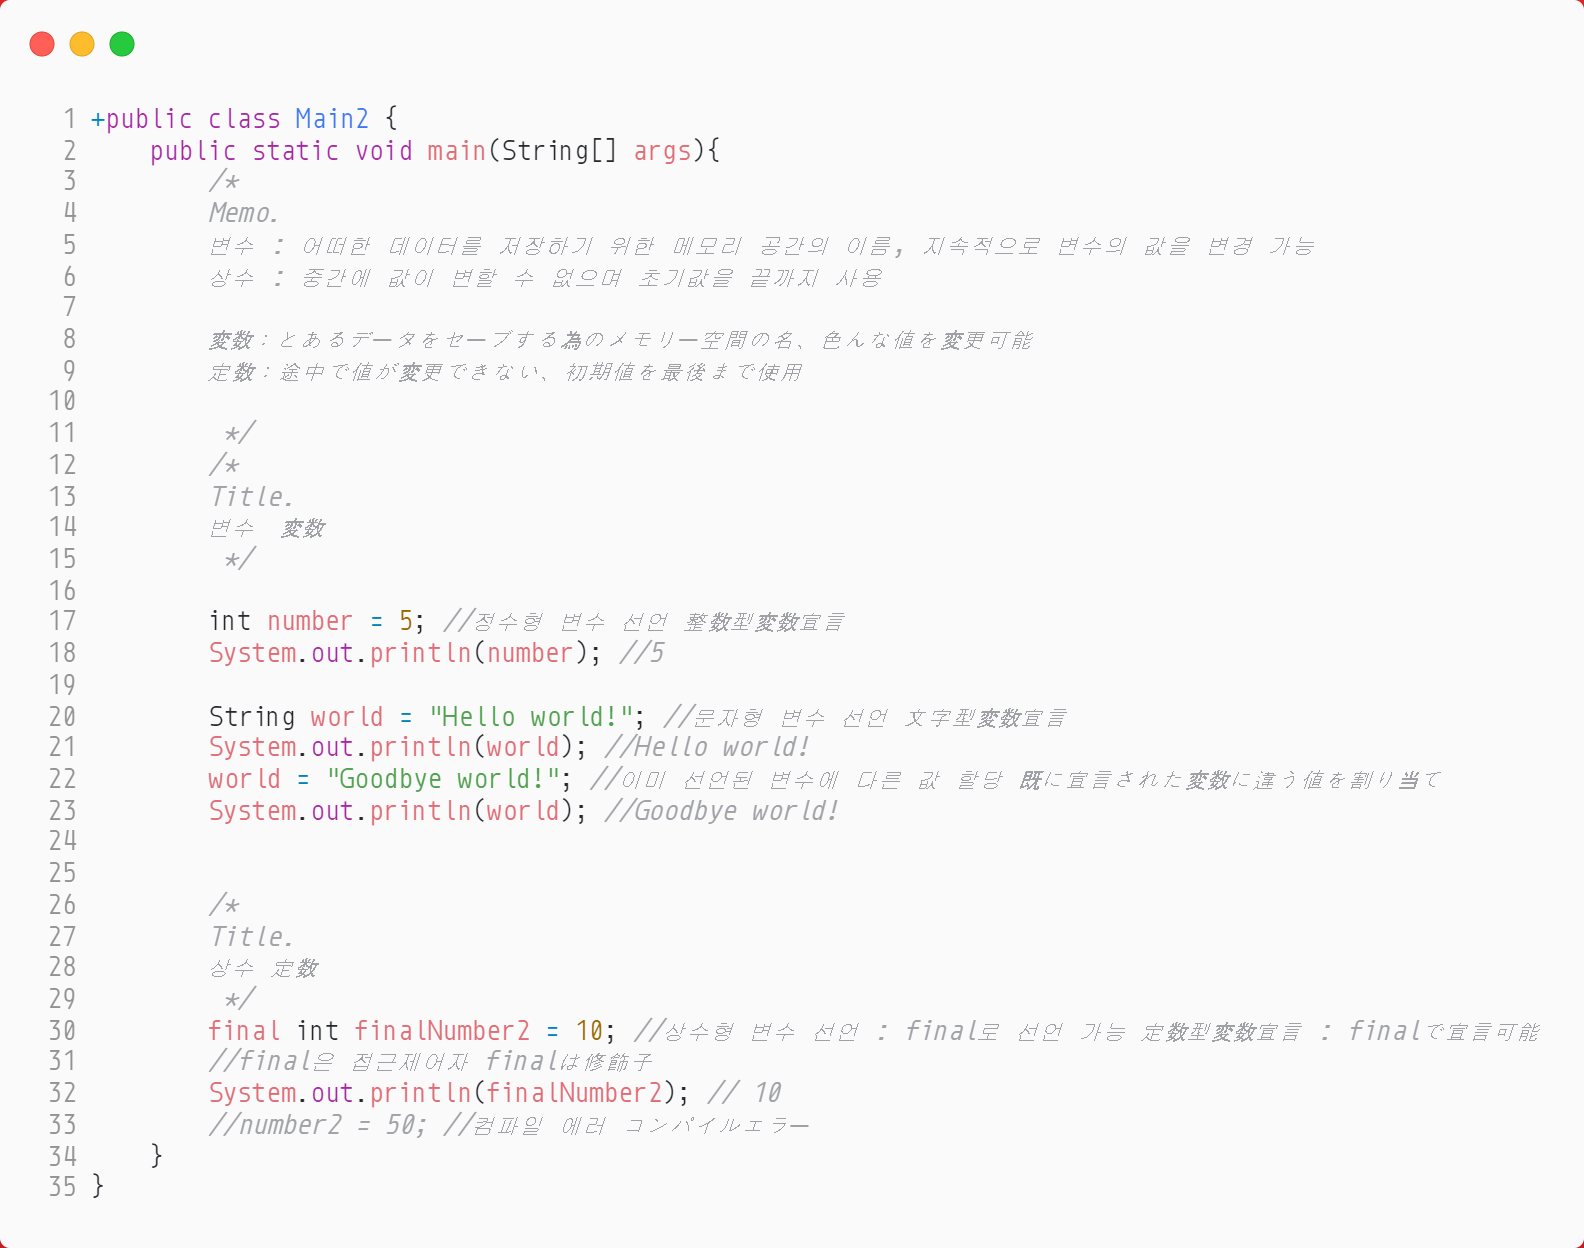 1 +public class Main2 {
2     public static void main(String[] args){
3         /*
4         Memo.
5         변수 : 어떠한 데이터를 저장하기 위한 메모리 공간의 이름, 지속적으로 변수의 값을 변경 가능
6         상수 : 중간에 값이 변할 수 없으며 초기값을 끝까지 사용
7
8         変数：とあるデータをセーブする為のメモリー空間の名、色んな値を変更可能
9         定数：途中で値が変更できない、初期値を最後まで使用
10
11         */
12        /*
13        Title.
14        변수  変数
15         */
16
17        int number = 5; //정수형 변수 선언 整数型変数宣言
18        System.out.println(number); //5
19
20        String world = "Hello world!"; //문자형 변수 선언 文字型変数宣言
21        System.out.println(world); //Hello world!
22        world = "Goodbye world!"; //이미 선언된 변수에 다른 값 할당 既に宣言された変数に違う値を割り当て
23        System.out.println(world); //Goodbye world!
24
25
26        /*
27        Title.
28        상수 定数
29         */
30        final int finalNumber2 = 10; //상수형 변수 선언 : final로 선언 가능 定数型変数宣言 : finalで宣言可能
31        //final은 접근제어자 finalは修飾子
32        System.out.println(finalNumber2); // 10
33        //number2 = 50; //컴파일 에러 コンパイルエラー
34    }
35 }